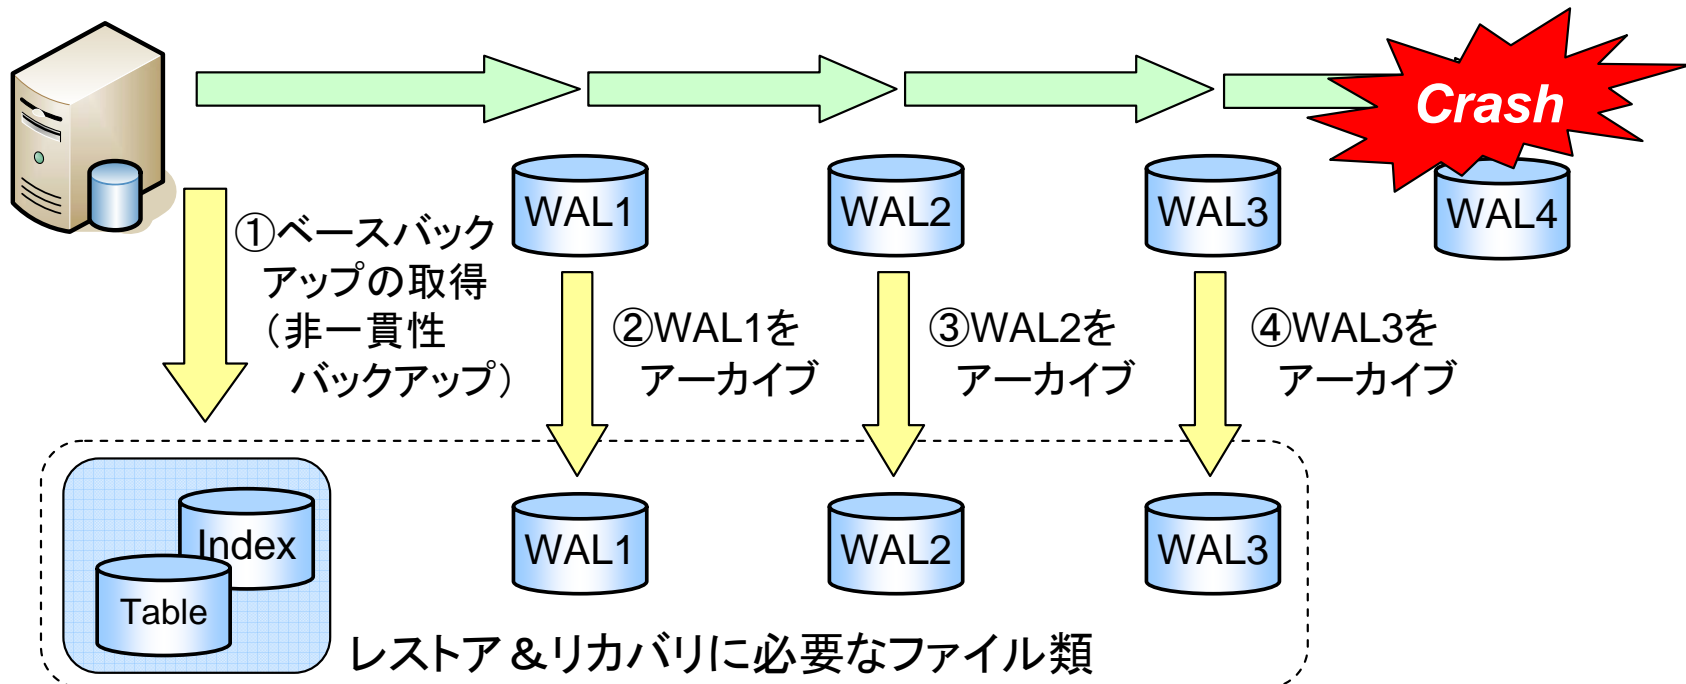 Crash
WAL1
WAL2
WAL3
WAL4
①ベースバック
アップの取得
（非一貫性
バックアップ）
②WAL1を
アーカイブ
③WAL2を
アーカイブ
④WAL3を
アーカイブ
Index
Table
WAL1
WAL2
WAL3
レストア＆リカバリに必要なファイル類